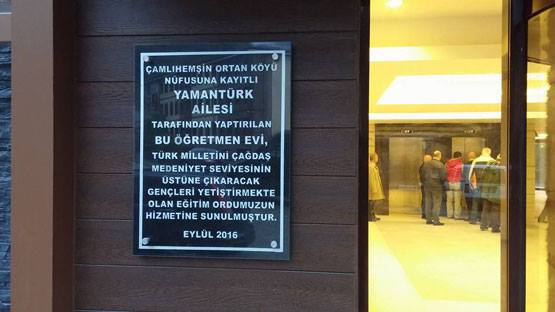 ÇAMLIHEMŞİN ORTAN KÖYÜ
NÜFUSUNA KAYITLI
YAMANTÜRK
AİLESİ
TARAFINDAN YAPTIRILAN
BU ÖĞRETMEN EVİ,
TÜRK MİLLETİNİ ÇAĞDAŞ
MEDENİYET SEVİYESİNİN
ÜSTÜNE ÇIKARACAK
GENÇLERİ YETİŞTİRMEKTE
OLAN EĞİTİM ORDUMUZUN
HİZMETİNE SUNULMUŞTUR.
EYLÜL 2016